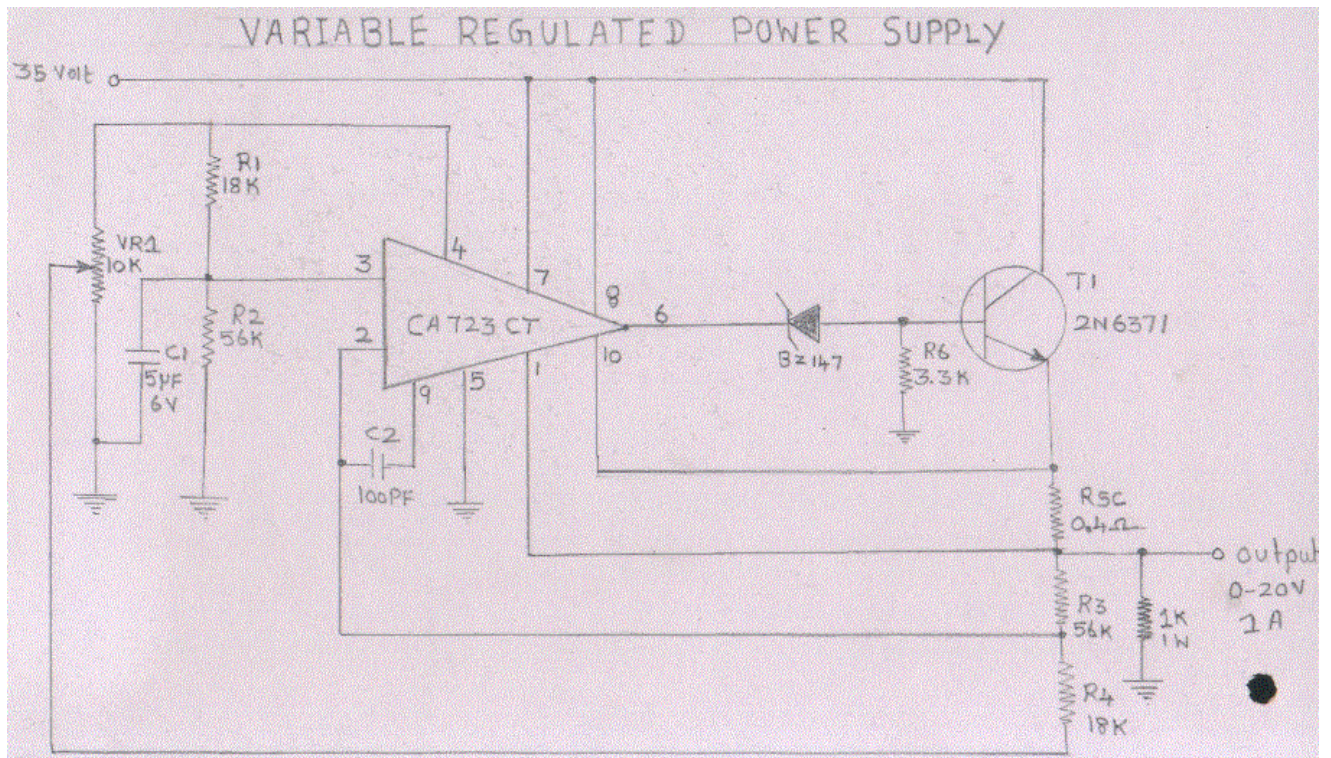 VARIABLE REGULATED POWER SUPPLY
35 Volt
R1
18K
VR1
10K
3
4
7
8
T1
2N6371
R2
56K
2
CA723CT
6
BZ147
R6
3.3K
C1
5µF
6V
9
5
1
10
C2
100PF
RSC
0.4Ω
output
0-20V
1A
R3
56K
1K
1W
R4
18K